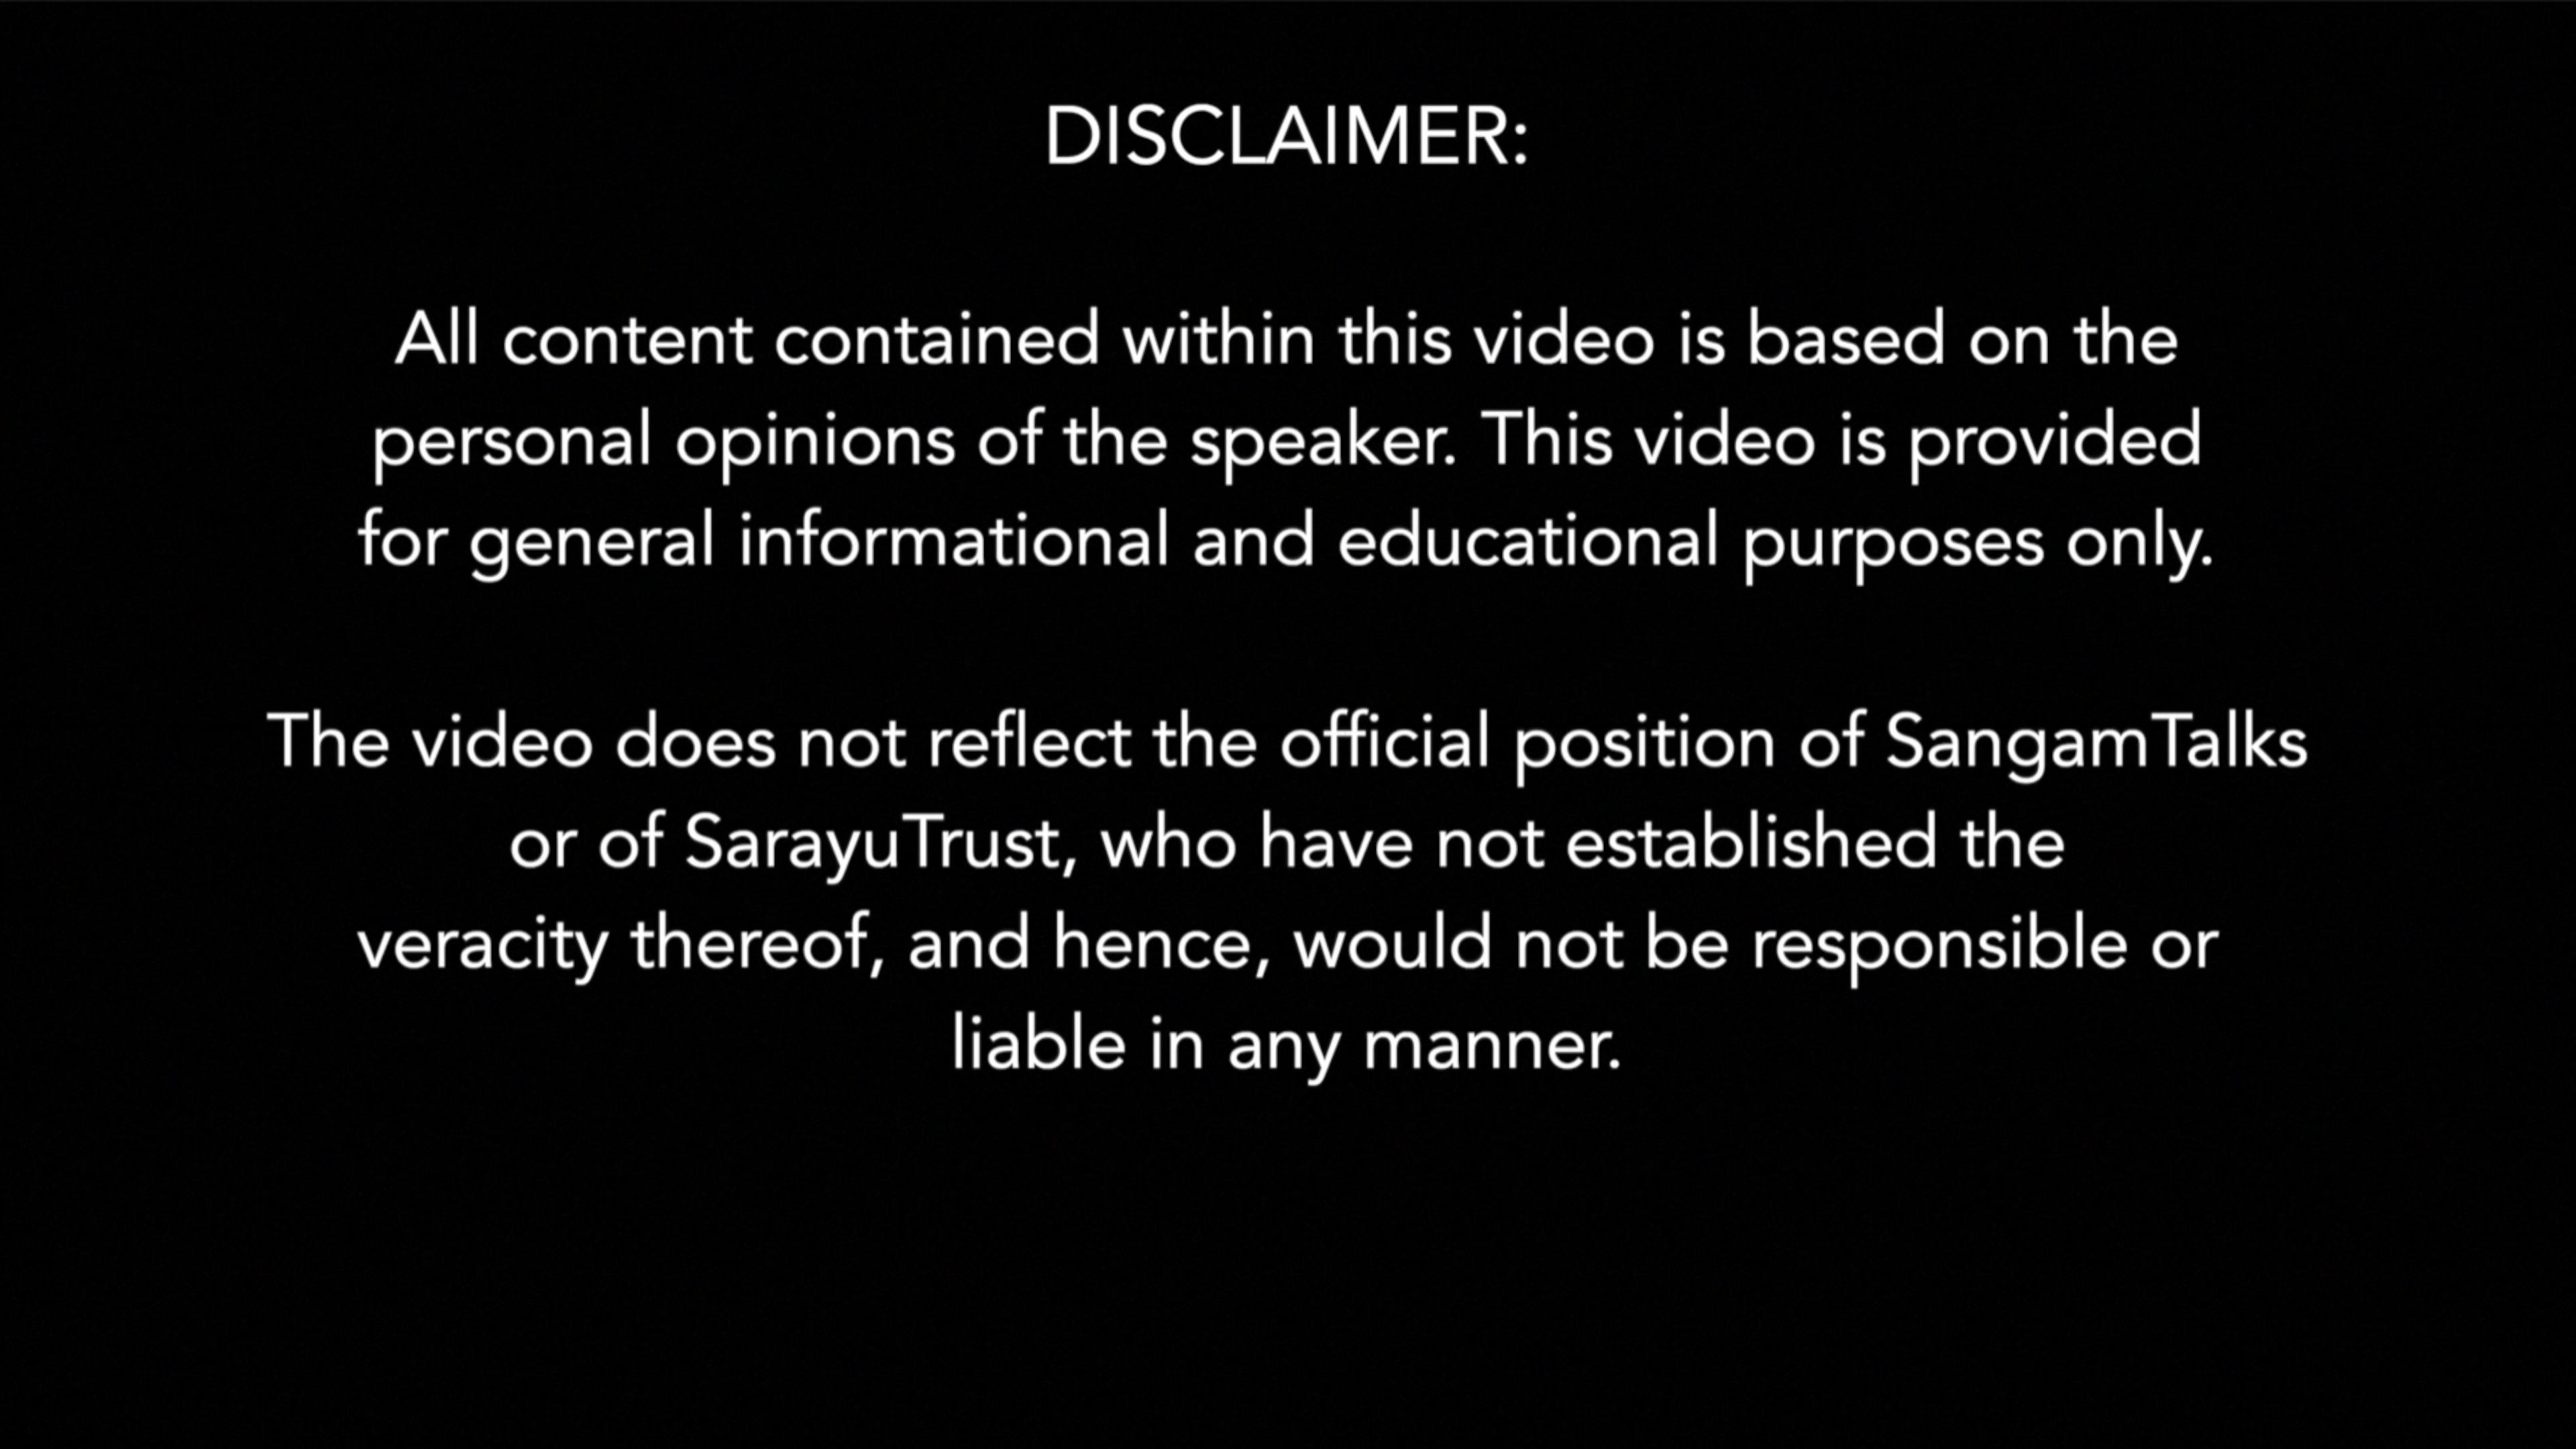 DISCLAIMER:
All content contained within this video is based on the
personal opinions of the speaker. This video is provided
for general informational and educational purposes only.
The video does not reflect the official position of SangamTalks
or of SarayuTrust, who have not established the
veracity thereof, and hence, would not be responsible or
liable in any manner.